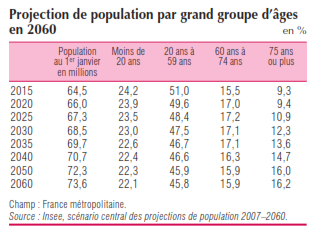 Projection de population par grand groupe d'âges
en 2060 en %
Population au 1er janvier en millions Moins de 20 ans 20 ans à 59 ans 60 ans à 74 ans 75 ans ou plus
2015 64,5 24,2 51,0 15,5 9,3
2020 66,0 23,9 49,6 17,0 9,4
2025 67,3 23,5 48,4 17,2 10,9
2030 68,5 23,0 47,5 17,1 12,3
2035 69,7 22,6 46,7 17,1 13,6
2040 70,7 22,4 46,6 16,3 14,7
2050 72,3 22,3 45,9 15,9 16,0
2060 73,6 22,1 45,8 15,9 16,2
Champ : France métropolitaine.
Source : Insee, scénario central des projections de population 2007–2060.